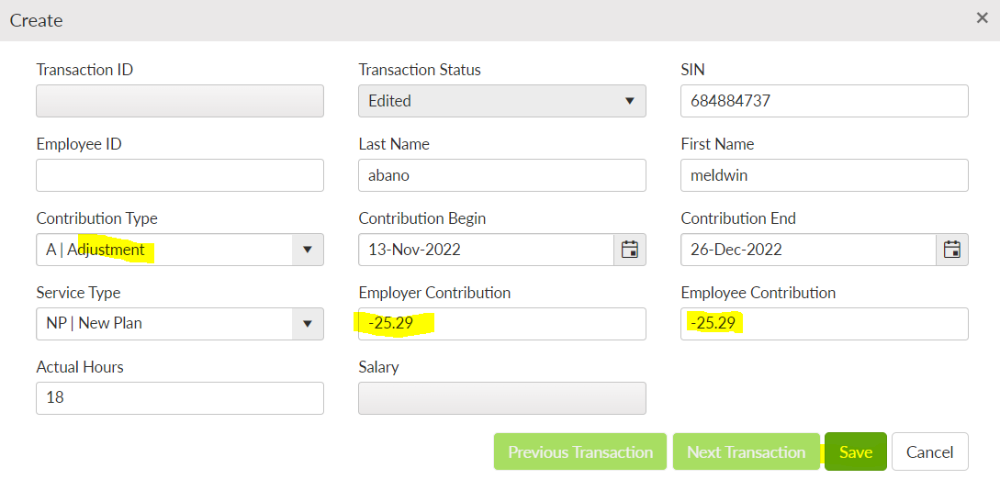 Create ×
Transaction ID Transaction Status SIN
Edited 684884737
Employee ID Last Name First Name
abano meldwin
Contribution Type Contribution Begin Contribution End
A | Adjustment 13-Nov-2022 26-Dec-2022
Service Type Employer Contribution Employee Contribution
NP | New Plan -25.29 -25.29
Actual Hours Salary
18
Previous Transaction Next Transaction Save Cancel